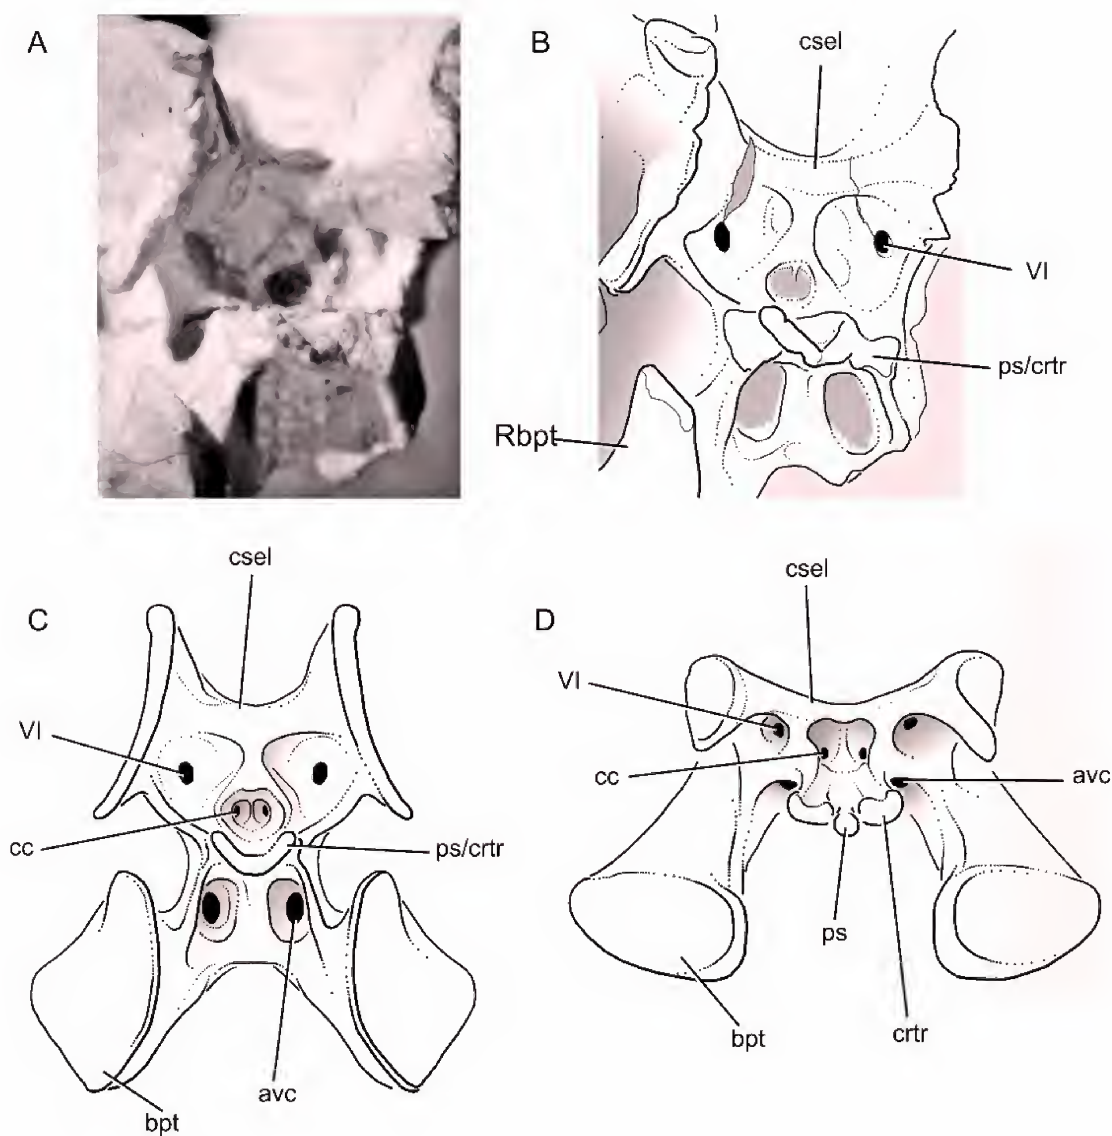 A
B
csel
VI
ps/crtr
Rbpt
C
csel
VI
cc
ps/crtr
avc
bpt
D
csel
VI
cc
avc
ps
crtr
bpt